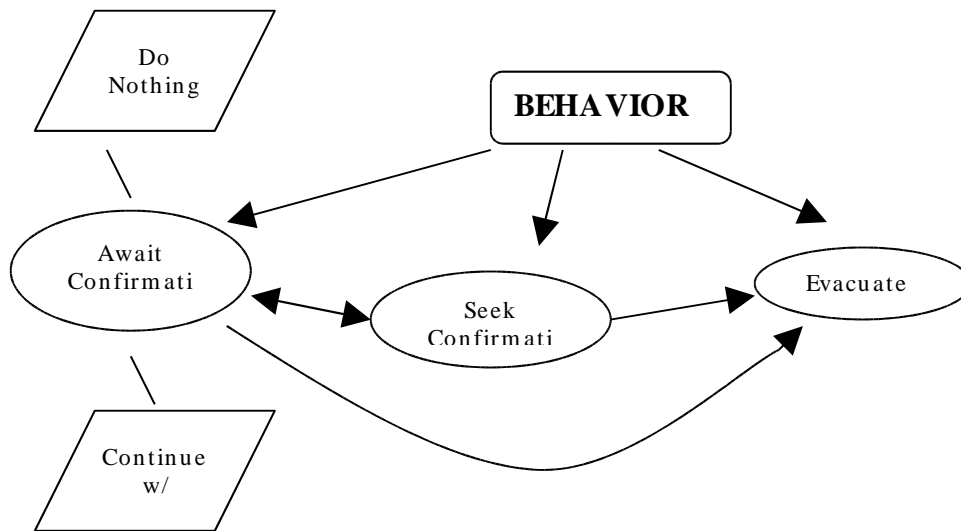 Do
Nothing
BEHAVIOR
Await
Confirmati
Seek
Confirmati
Evacuate
Continue
w/